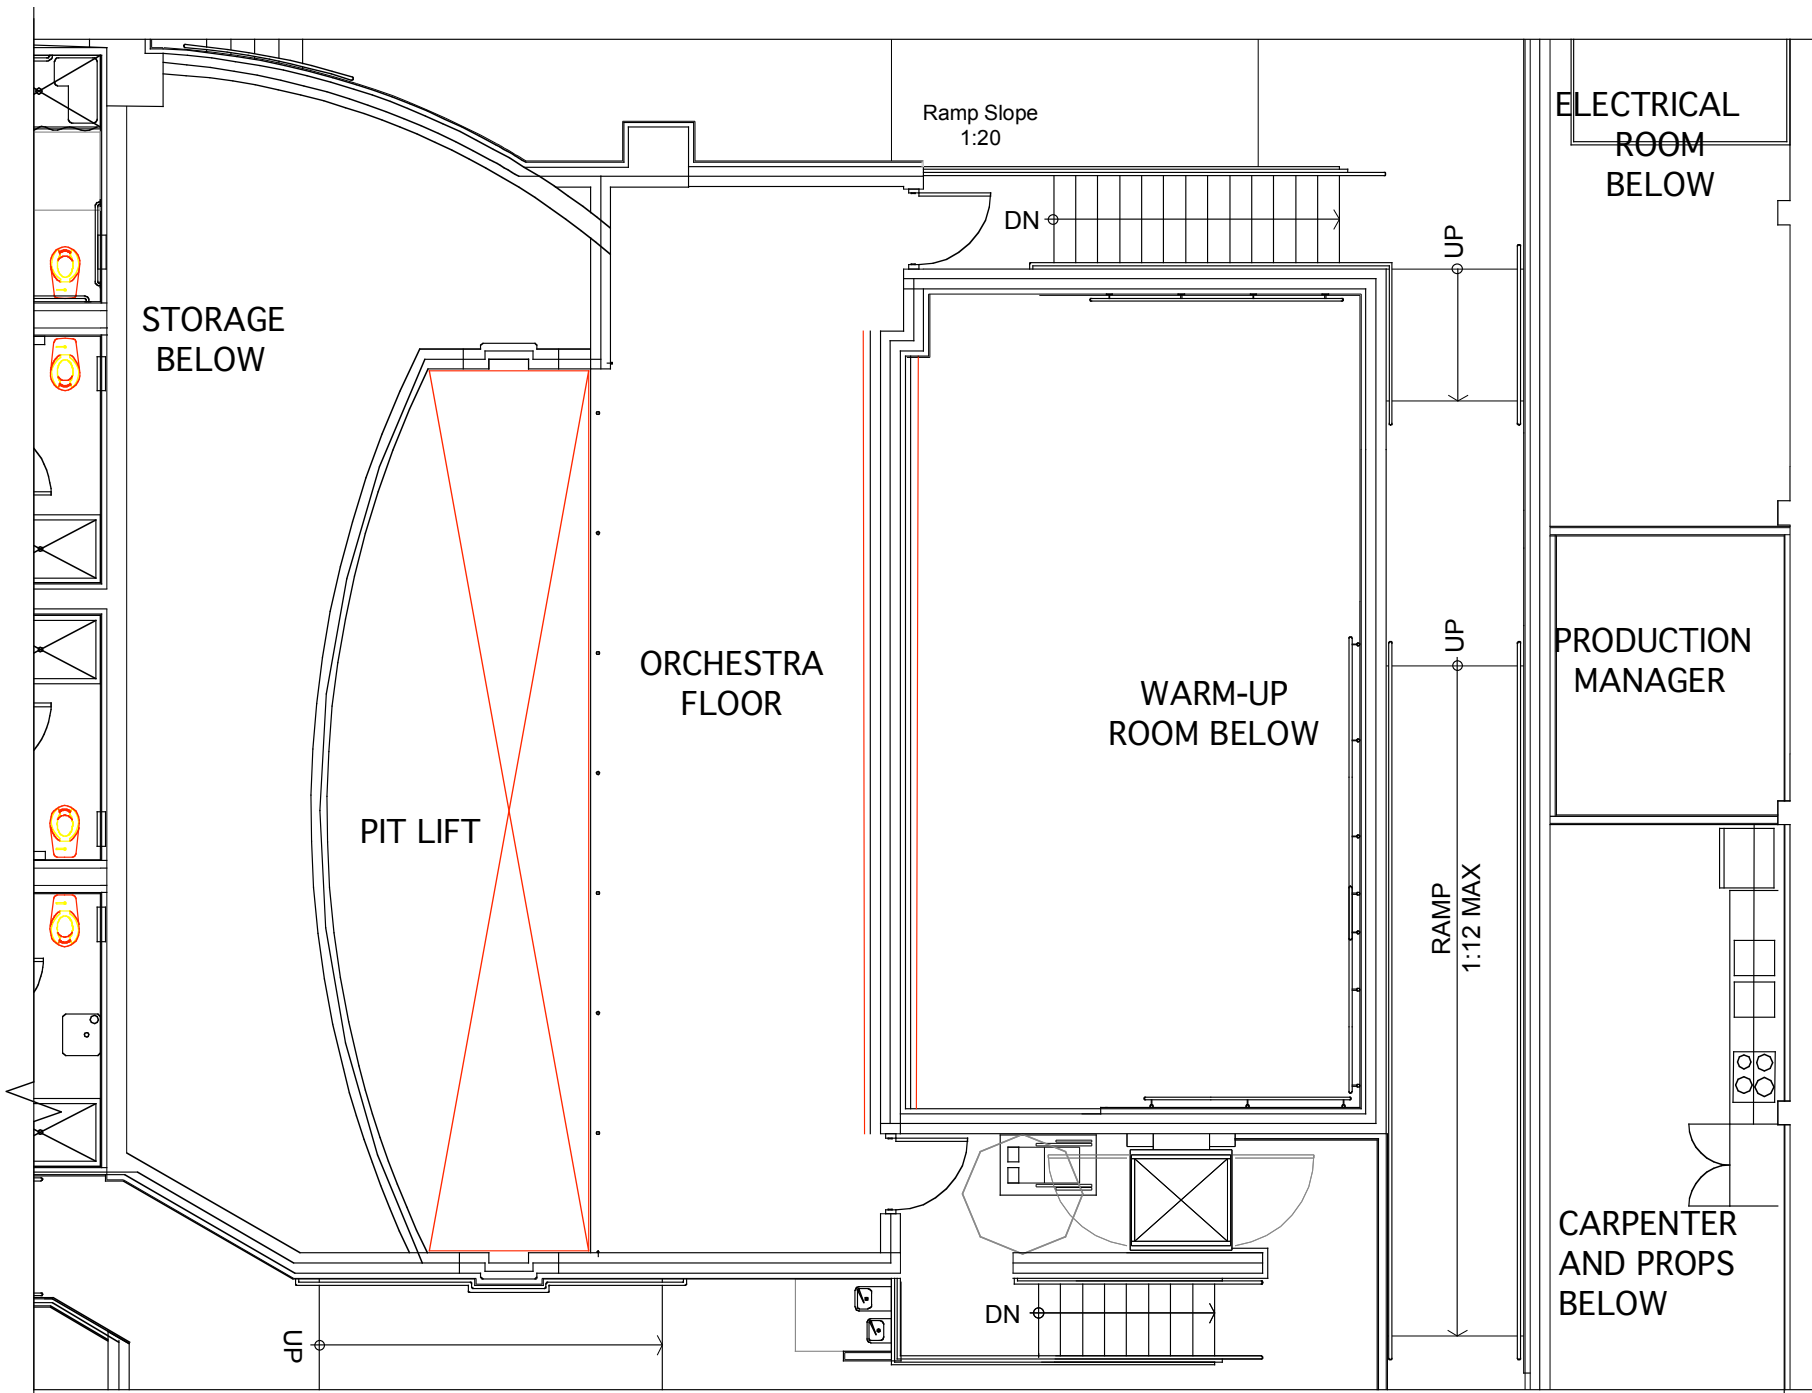 Ramp Slope
1:20
ELECTRICAL
ROOM
BELOW
DN
UP
STORAGE
BELOW
ORCHESTRA
FLOOR
WARM-UP
ROOM BELOW
UP
PRODUCTION
MANAGER
PIT LIFT
RAMP
1:12 MAX
CARPENTER
AND PROPS
BELOW
DN
UP